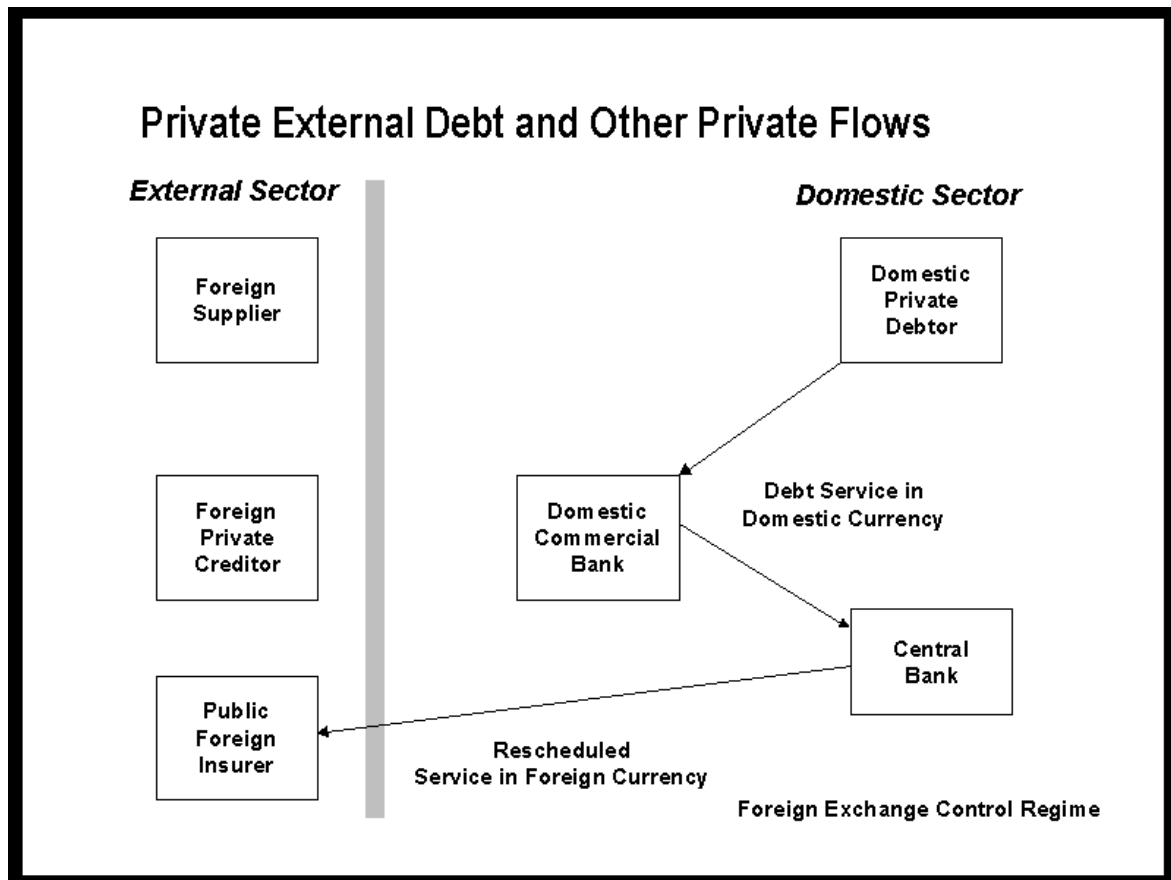 Private External Debt and Other Private Flows
External Sector
Domestic Sector
Foreign
Supplier
Domestic
Private
Debtor
Foreign
Private
Creditor
Domestic
Commercial
Bank
Debt Service in
Domestic Currency
Central
Bank
Public
Foreign
Insurer
Rescheduled
Service in Foreign Currency
Foreign Exchange Control Regime